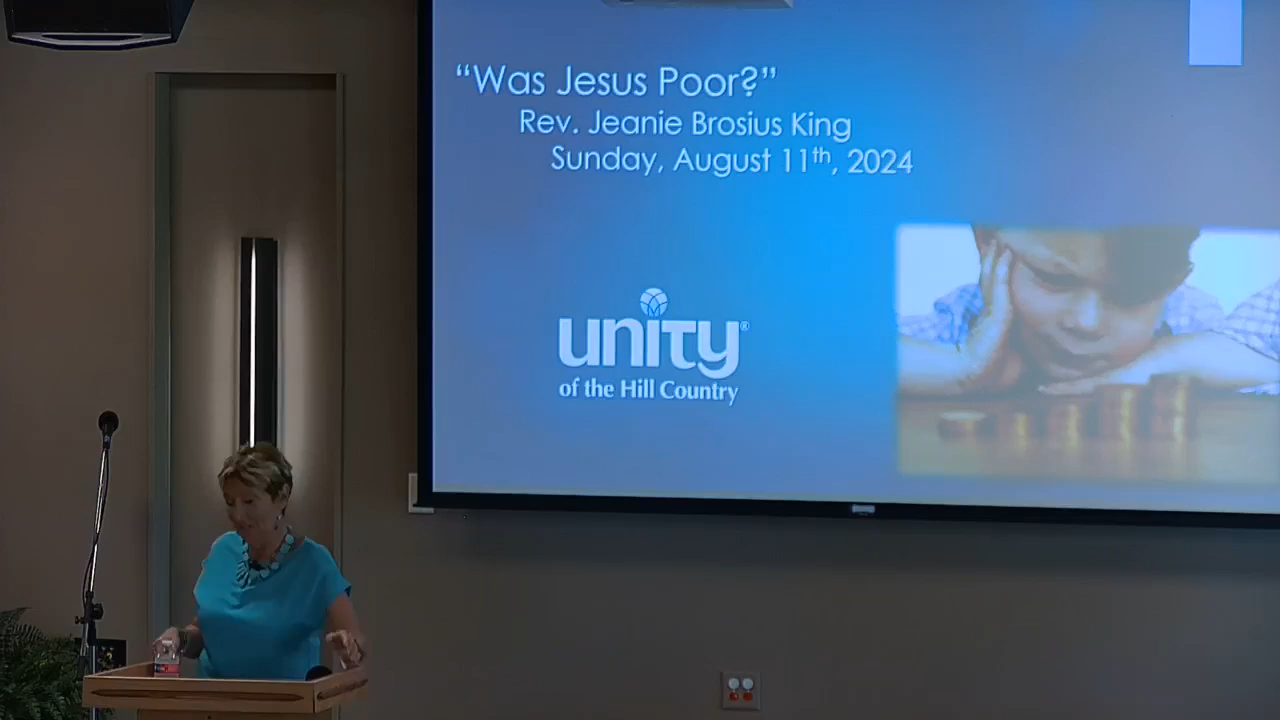 “Was Jesus Poor?”
Rev. Jeanie Brosius King
Sunday, August 11th, 2024
unity®
of the Hill Country